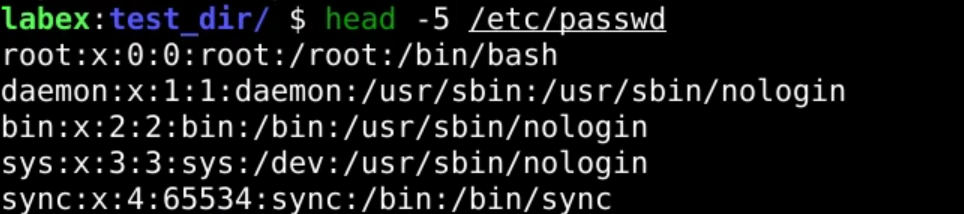 labex:test_dir/ $ head -5 /etc/passwd
root:x:0:0:root:/root:/bin/bash
daemon:x:1:1:daemon:/usr/sbin:/usr/sbin/nologin
bin:x:2:2:bin:/bin:/usr/sbin/nologin
sys:x:3:3:sys:/dev:/usr/sbin/nologin
sync:x:4:65534:sync:/bin:/bin/sync